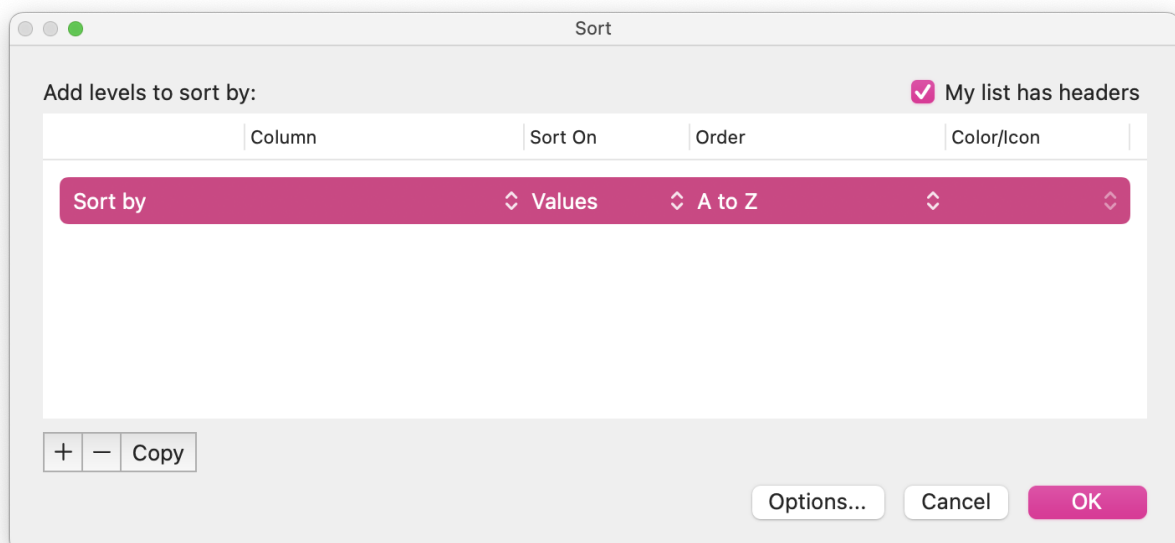 Sort
Add levels to sort by: My list has headers
Column Sort On Order Color/Icon
Sort by Values A to Z
+ − Copy
Options... Cancel OK